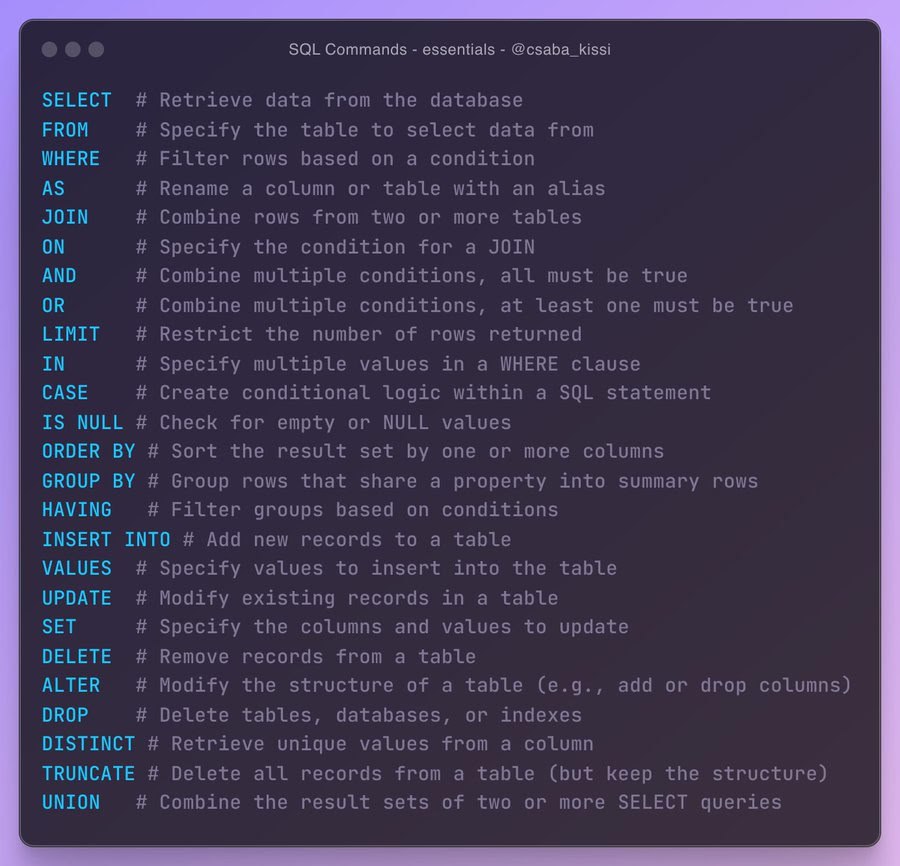 SQL Commands - essentials - @csaba_kissi
SELECT # Retrieve data from the database
FROM # Specify the table to select data from
WHERE # Filter rows based on a condition
AS # Rename a column or table with an alias
JOIN # Combine rows from two or more tables
ON # Specify the condition for a JOIN
AND # Combine multiple conditions, all must be true
OR # Combine multiple conditions, at least one must be true
LIMIT # Restrict the number of rows returned
IN # Specify multiple values in a WHERE clause
CASE # Create conditional logic within a SQL statement
IS NULL # Check for empty or NULL values
ORDER BY # Sort the result set by one or more columns
GROUP BY # Group rows that share a property into summary rows
HAVING # Filter groups based on conditions
INSERT INTO # Add new records to a table
VALUES # Specify values to insert into the table
UPDATE # Modify existing records in a table
SET # Specify the columns and values to update
DELETE # Remove records from a table
ALTER # Modify the structure of a table (e.g., add or drop columns)
DROP # Delete tables, databases, or indexes
DISTINCT # Retrieve unique values from a column
TRUNCATE # Delete all records from a table (but keep the structure)
UNION # Combine the result sets of two or more SELECT queries